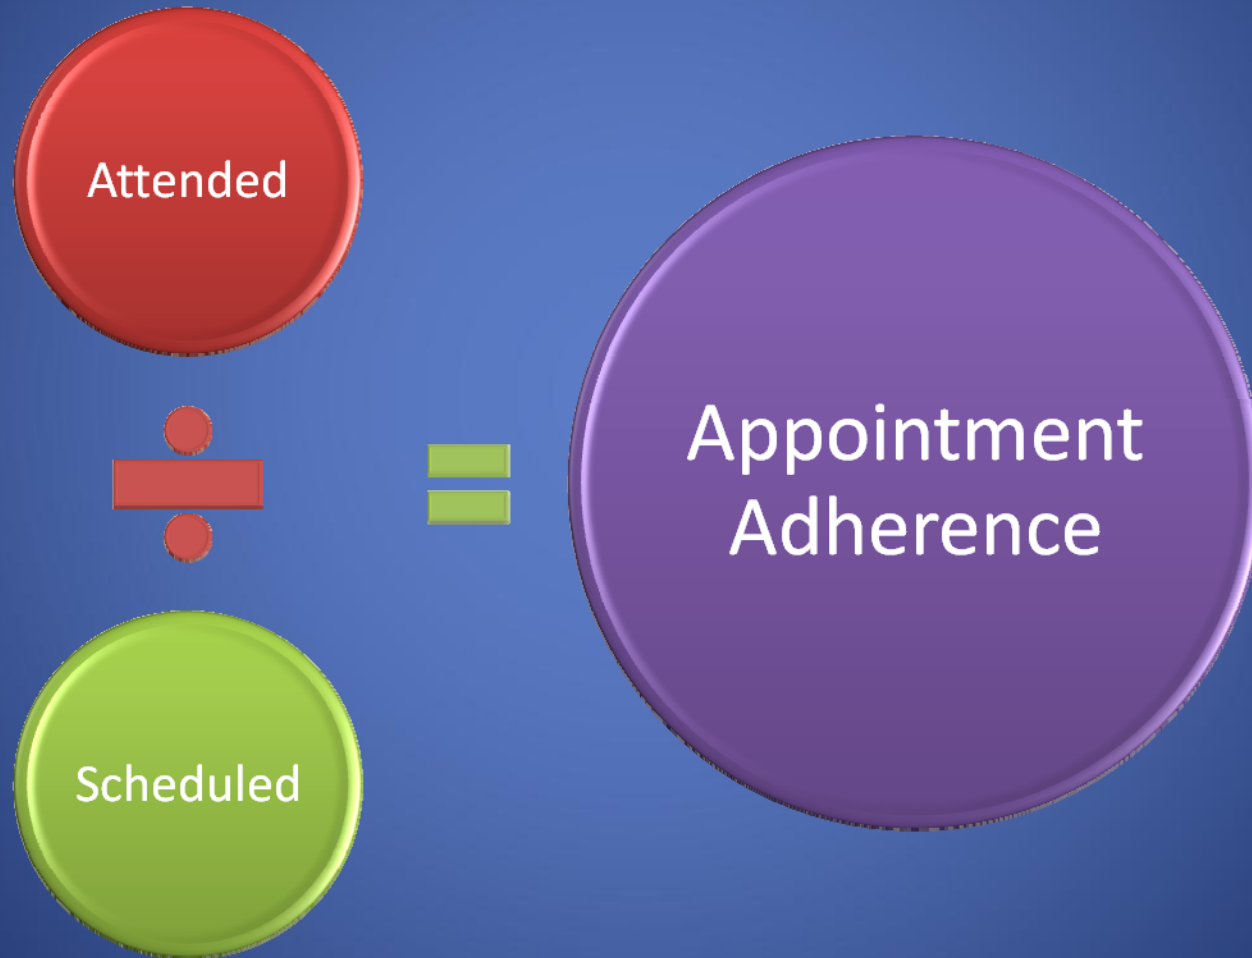 Attended
÷
Scheduled
=
Appointment
Adherence